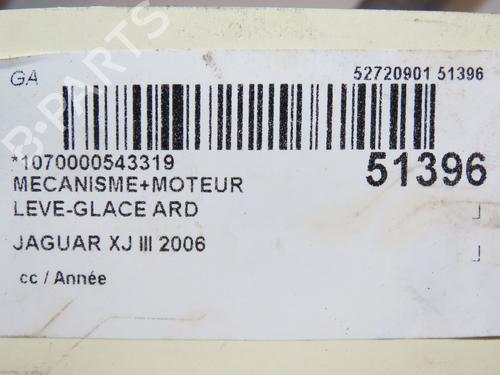 GA
52720901 51396
*1070000543319
51396
MECANISME+MOTEUR
LEVE-GLACE ARD
JAGUAR XJ III 2006
cc / Année
B-PARTS